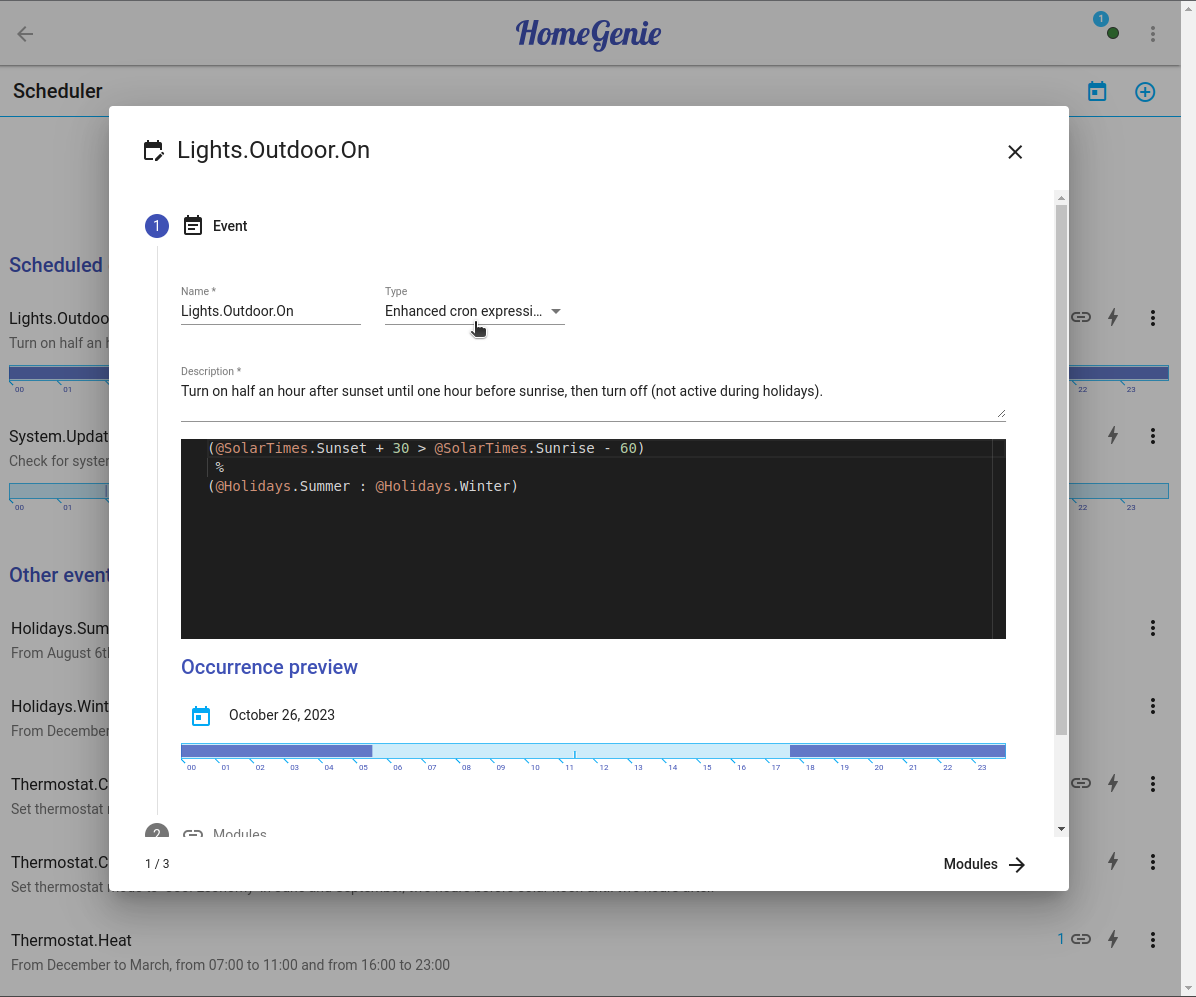 HomeGenie
1
Scheduler
Lights.Outdoor.On
1 Event
Scheduled
Name * Type
Lights.Outdoor.On Enhanced cron expressi...
Lights.Outdoo
Turn on half an h
Description *
Turn on half an hour after sunset until one hour before sunrise, then turn off (not active during holidays).
00 01 22 23
System.Updat
Check for syster
00 01 22 23
(@SolarTimes.Sunset + 30 > @SolarTimes.Sunrise - 60)
%
(@Holidays.Summer : @Holidays.Winter)
Other event
Holidays.Sum
From August 6th
Occurrence preview
Holidays.Wint
From December
October 26, 2023
00 01 02 03 04 05 06 07 08 09 10 11 12 13 14 15 16 17 18 19 20 21 22 23
Thermostat.C
Set thermostat
2 Modules
1 / 3 Modules
Thermostat.C
Set thermostat
Thermostat.Heat
1
From December to March, from 07:00 to 11:00 and from 16:00 to 23:00